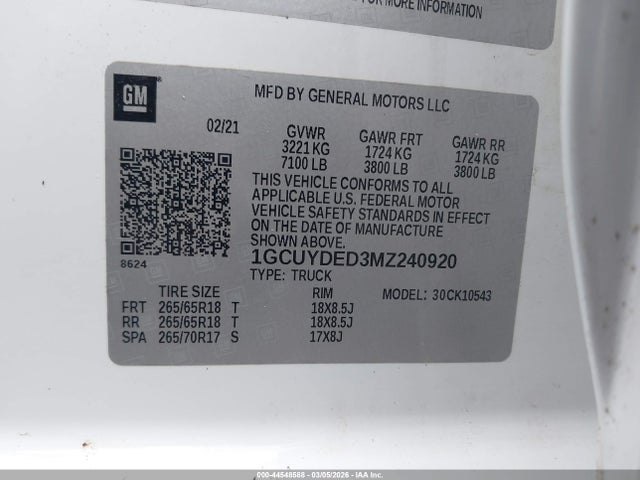 FOR MORE INFORMATION
GM
MFD BY GENERAL MOTORS LLC
02/21 GVWR GAWR FRT GAWR RR
3221 KG 1724 KG 1724 KG
7100 LB 3800 LB 3800 LB
THIS VEHICLE CONFORMS TO ALL
APPLICABLE U.S. FEDERAL MOTOR
VEHICLE SAFETY STANDARDS IN EFFECT
ON THE DATE OF MANUFACTURE
SHOWN ABOVE.
8624
1GCUYDED3MZ240920
TYPE: TRUCK
TIRE SIZE RIM MODEL: 30CK10543
FRT 265/65R18 T 18X8.5J
RR 265/65R18 T 18X8.5J
SPA 265/70R17 S 17X8J
000-44548588 - 03/05/2026 - IAA Inc.